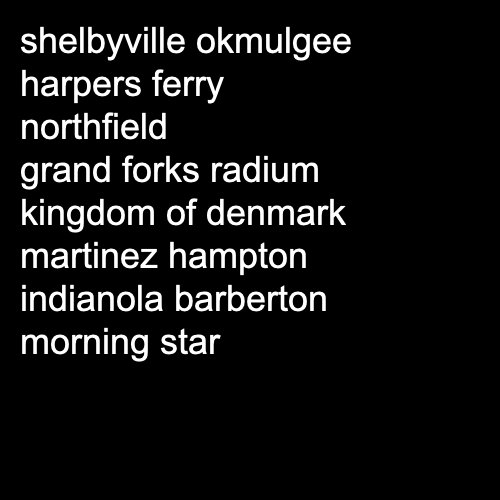 shelbyville okmulgee
harpers ferry
northfield
grand forks radium
kingdom of denmark
martinez hampton
indianola barberton
morning star